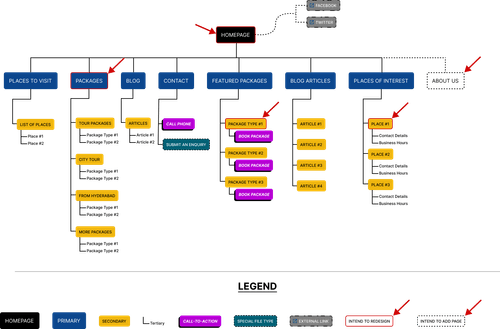 FACEBOOK
TWITTER
HOMEPAGE
PLACES TO VISIT
PACKAGES
BLOG
CONTACT
FEATURED PACKAGES
BLOG ARTICLES
PLACES OF INTEREST
ABOUT US
LIST OF PLACES
Place #1
Place #2
TOUR PACKAGES
Package Type #1
Package Type #2
CITY TOUR
Package Type #1
Package Type #2
FROM HYDERABAD
Package Type #1
Package Type #2
MORE PACKAGES
Package Type #1
Package Type #2
ARTICLES
Article #1
Article #2
CALL PHONE
SUBMIT AN ENQUIRY
PACKAGE TYPE #1
BOOK PACKAGE
PACKAGE TYPE #2
BOOK PACKAGE
PACKAGE TYPE #3
BOOK PACKAGE
ARTICLE #1
ARTICLE #2
ARTICLE #3
ARTICLE #4
PLACE #1
Contact Details
Business Hours
PLACE #2
Contact Details
Business Hours
PLACE #3
Contact Details
Business Hours
LEGEND
HOMEPAGE
PRIMARY
SECONDARY
Tertiary
CALL-TO-ACTION
SPECIAL FILE TYPE
EXTERNAL LINK
INTEND TO REDESIGN
INTEND TO ADD PAGE